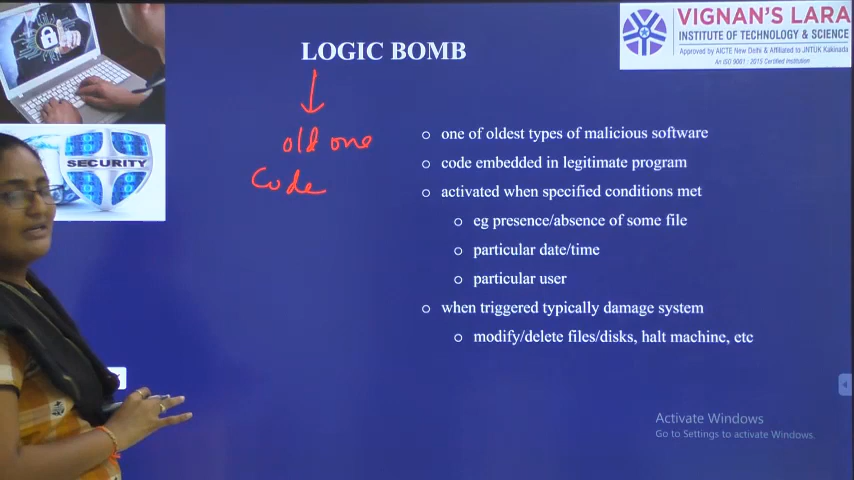 VIGNAN'S LARA
INSTITUTE OF TECHNOLOGY & SCIENCE
Approved by AICTE New Delhi & Affiliated to JNTUK Kakinada
An ISO 9001 : 2015 Certified Institution
LOGIC BOMB
old one
Code
SECURITY
one of oldest types of malicious software
code embedded in legitimate program
activated when specified conditions met
eg presence/absence of some file
particular date/time
particular user
when triggered typically damage system
modify/delete files/disks, halt machine, etc
Activate Windows
Go to Settings to activate Windows.